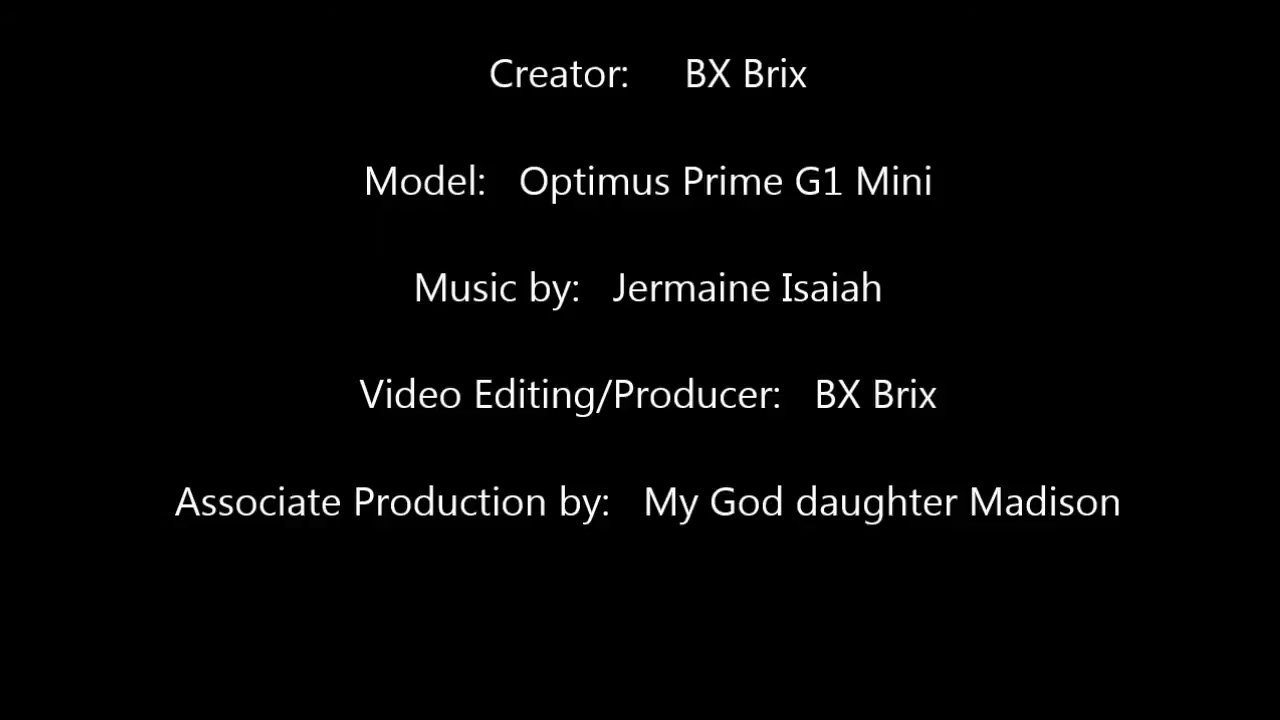 Creator: BX Brix
Model: Optimus Prime G1 Mini
Music by: Jermaine Isaiah
Video Editing/Producer: BX Brix
Associate Production by: My God daughter Madison